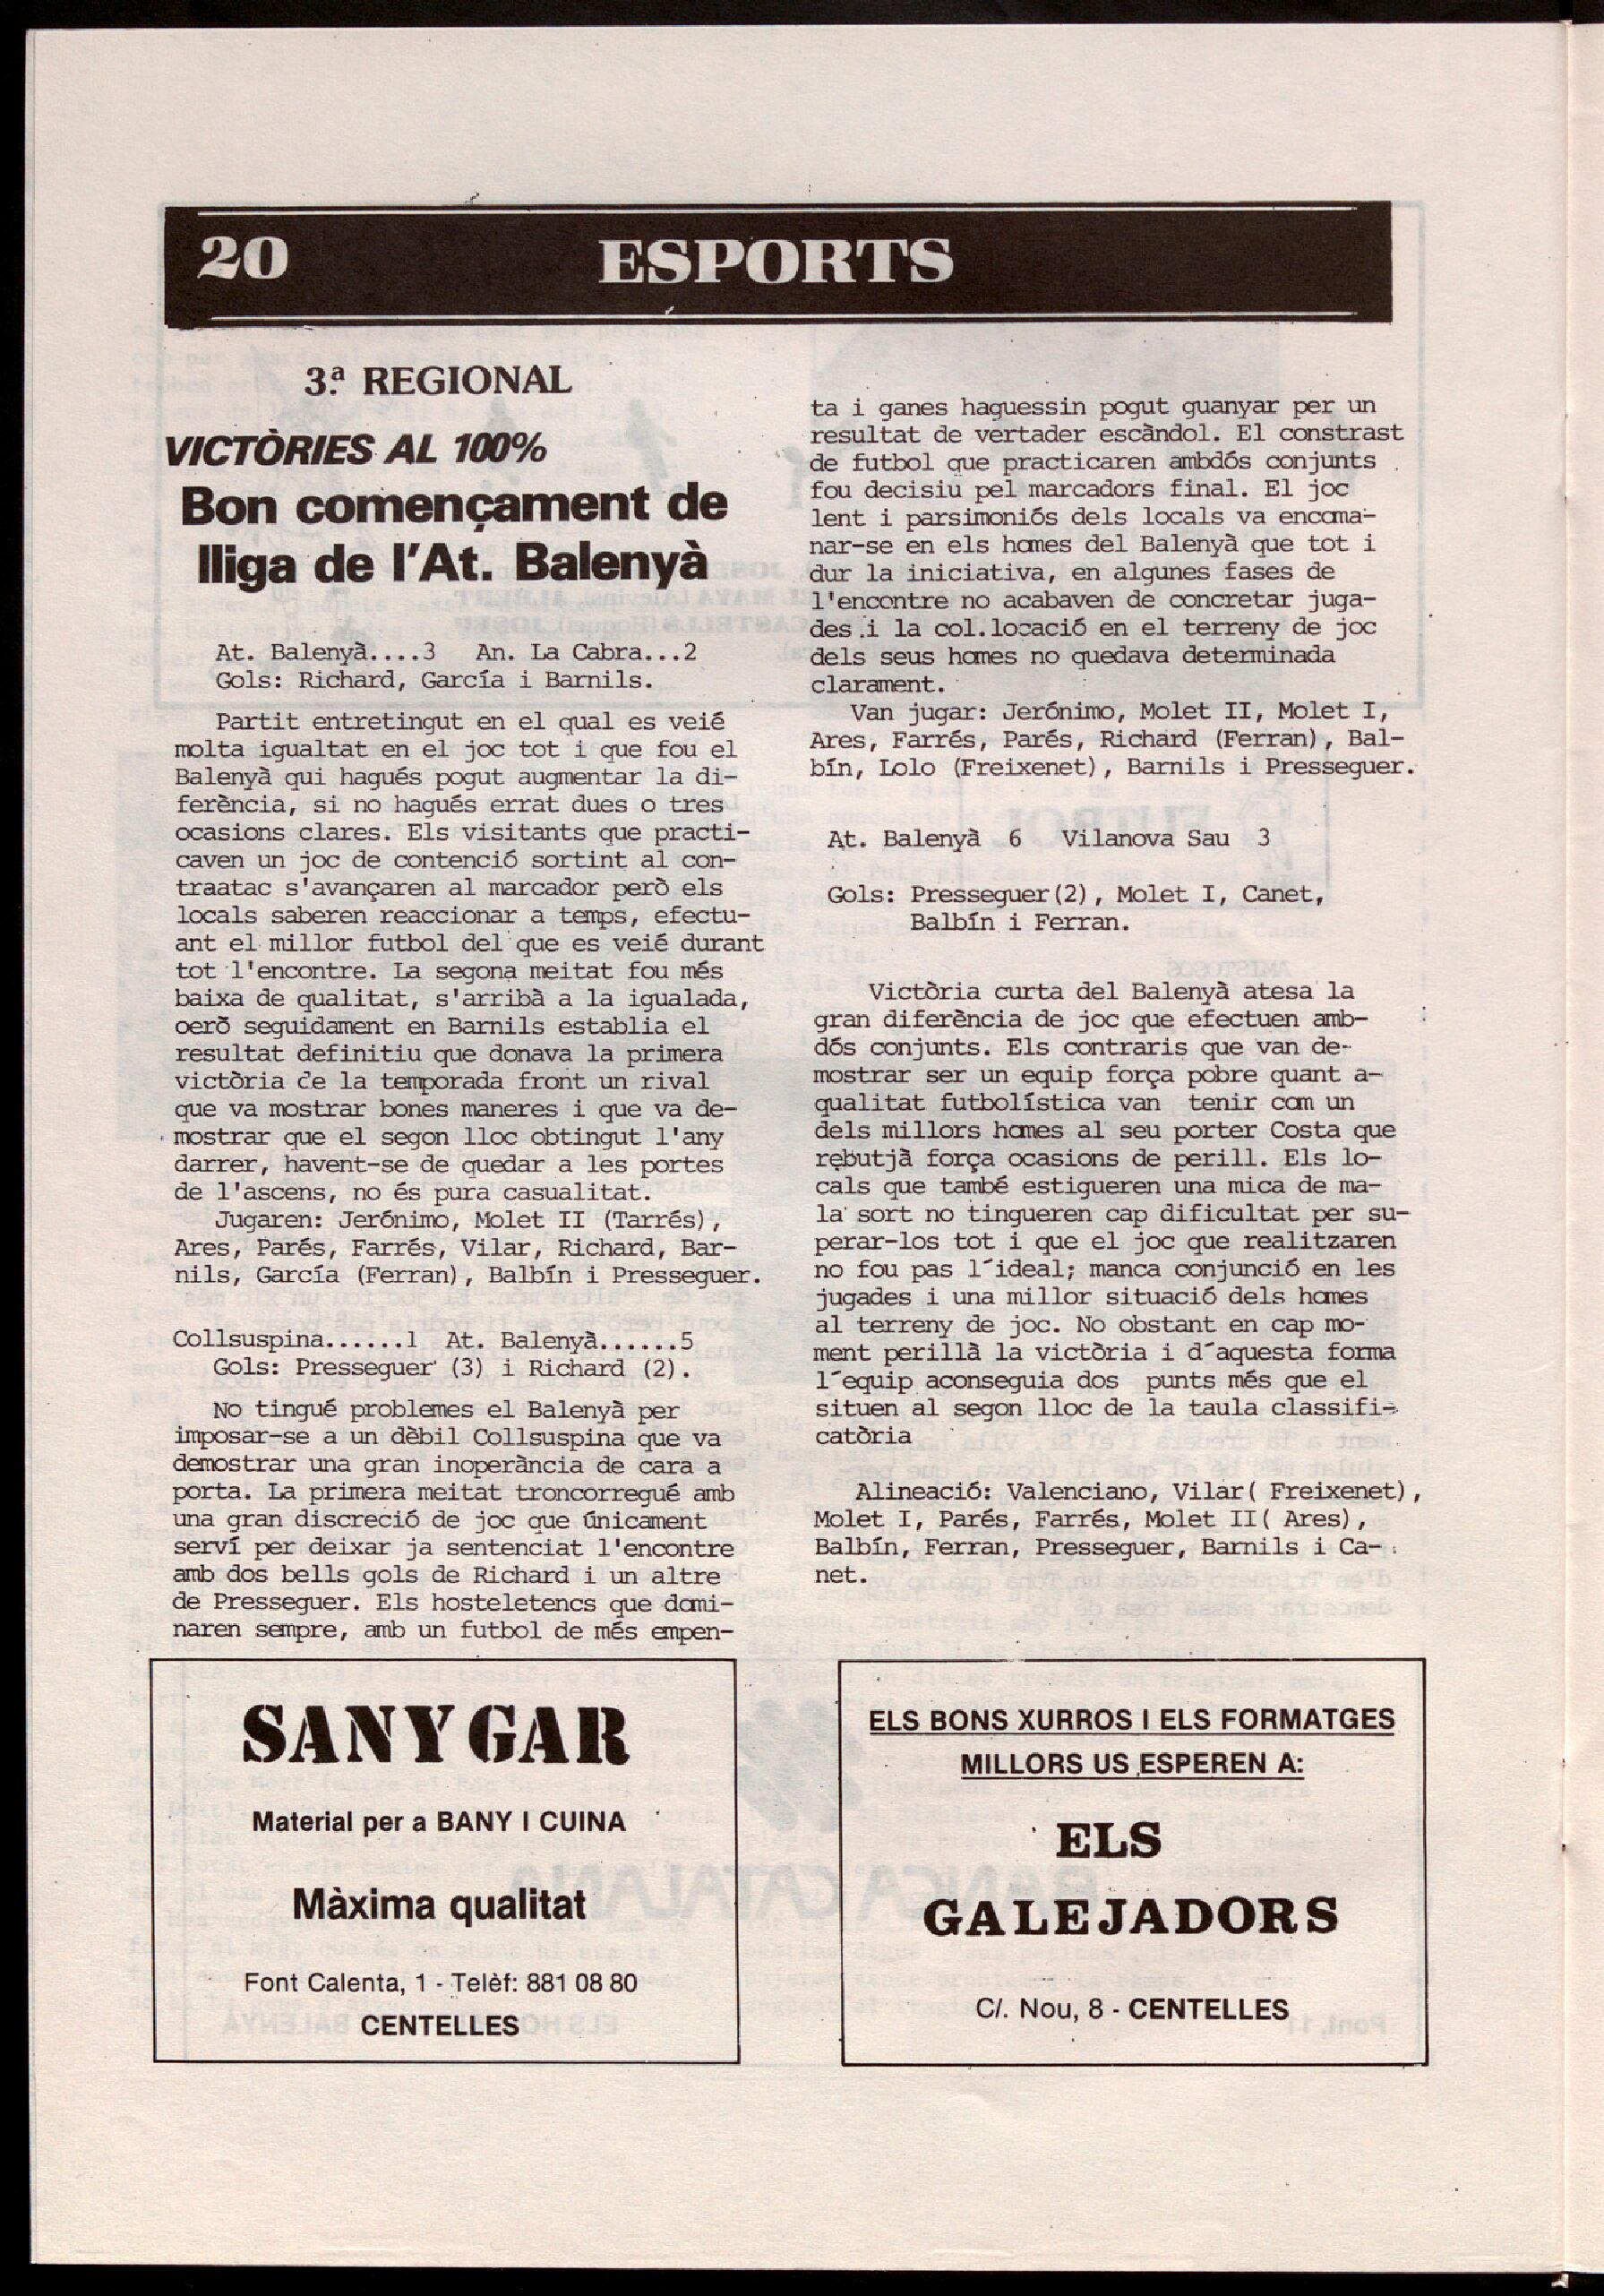 20 ESPORTS
3.ª REGIONAL
VICTÒRIES AL 100%
Bon començament de
lliga de l'At. Balenyà
At. Balenyà....3 An. La Cabra...2
Gols: Richard, García i Barnils.
Partit entretingut en el qual es veié
molta igualtat en el joc tot i que fou el
Balenyà qui hagués pogut augmentar la di-
ferència, si no hagués errat dues o tres
ocasions clares. Els visitants que practi-
caven un joc de contenció sortint al con-
traatac s'avançaren al marcador però els
locals saberen reaccionar a temps, efectu-
ant el millor futbol del que es veié durant
tot l'encontre. La segona meitat fou més
baixa de qualitat, s'arribà a la igualada,
però seguidament en Barnils establia el
resultat definitiu que donava la primera
victòria de la temporada front un rival
que va mostrar bones maneres i que va de-
mostrar que el segon lloc obtingut l'any
darrer, havent-se de quedar a les portes
de l'ascens, no és pura casualitat.
Jugaren: Jerónimo, Molet II (Tarrés),
Ares, Parés, Farrés, Vilar, Richard, Bar-
nils, García (Ferran), Balbín i Presseguer.
Collsuspina......1 At. Balenyà......5
Gols: Presseguer (3) i Richard (2).
No tingué problemes el Balenyà per
imposar-se a un dèbil Collsuspina que va
demostrar una gran inoperància de cara a
porta. La primera meitat troncorregué amb
una gran discreció de joc que únicament
serví per deixar ja sentenciat l'encontre
amb dos bells gols de Richard i un altre
de Presseguer. Els hosteletencs que domi-
naren sempre, amb un futbol de més empen-
ta i ganes haguessin pogut guanyar per un
resultat de vertader escàndol. El constrast
de futbol que practicaren ambdós conjunts
fou decisiu pel marcadors final. El joc
lent i parsimoniós dels locals va encoma-
nar-se en els homes del Balenyà que tot i
dur la iniciativa, en algunes fases de
l'encontre no acabaven de concretar juga-
des i la col.locació en el terreny de joc
dels seus homes no quedava determinada
clarament.
Van jugar: Jerónimo, Molet II, Molet I,
Ares, Farrés, Parés, Richard (Ferran), Bal-
bín, Lolo (Freixenet), Barnils i Presseguer.
At. Balenyà 6 Vilanova Sau 3
Gols: Presseguer(2), Molet I, Canet,
Balbín i Ferran.
Victòria curta del Balenyà atesa la
gran diferència de joc que efectuen amb-
dós conjunts. Els contraris que van de-
mostrar ser un equip força pobre quant a-
qualitat futbolística van tenir com un
dels millors homes al seu porter Costa que
rebutjà força ocasions de perill. Els lo-
cals que també estigueren una mica de ma-
la sort no tingueren cap dificultat per su-
perar-los tot i que el joc que realitzaren
no fou pas l´ideal; manca conjunció en les
jugades i una millor situació dels homes
al terreny de joc. No obstant en cap mo-
ment perillà la victòria i d´aquesta forma
l´equip aconseguia dos punts més que el
situen al segon lloc de la taula classifi-
catòria
Alineació: Valenciano, Vilar( Freixenet),
Molet I, Parés, Farrés, Molet II( Ares),
Balbín, Ferran, Presseguer, Barnils i Ca-
net.
SANYGAR
Material per a BANY I CUINA
Màxima qualitat
Font Calenta, 1 - Telèf: 881 08 80
CENTELLES
ELS BONS XURROS I ELS FORMATGES
MILLORS US ESPEREN A:
ELS
GALEJADORS
C/. Nou, 8 - CENTELLES